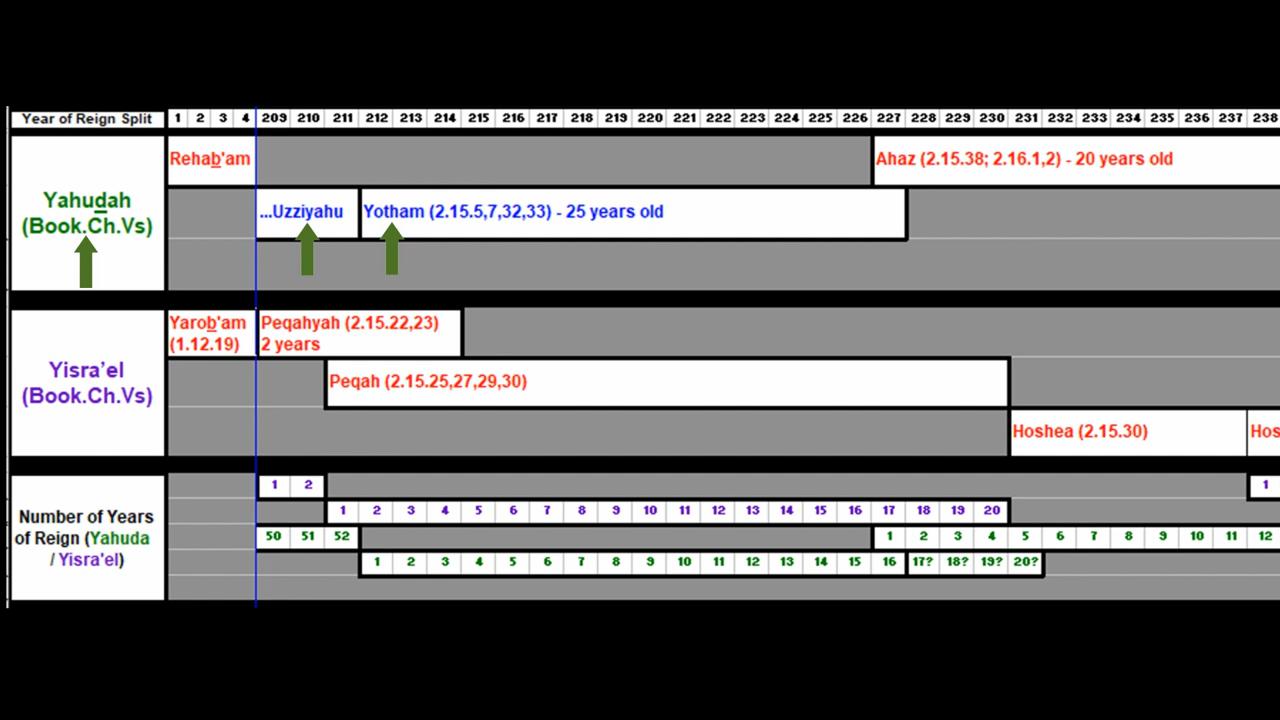 Year of Reign Split 1 2 3 4 209 210 211 212 213 214 215 216 217 218 219 220 221 222 223 224 225 226 227 228 229 230 231 232 233 234 235 236 237 238
Yahudah
(Book.Ch.Vs)
Rehab'am
Ahaz (2.15.38; 2.16.1,2) - 20 years old
...Uzziyahu
Yotham (2.15.5,7,32,33) - 25 years old
Yisra'el
(Book.Ch.Vs)
Yarob'am
(1.12.19)
Peqahyah (2.15.22,23)
2 years
Peqah (2.15.25,27,29,30)
Hoshea (2.15.30)
Hos
Number of Years
of Reign (Yahuda
/ Yisra'el)
1 2 1
1 2 3 4 5 6 7 8 9 10 11 12 13 14 15 16 17 18 19 20
50 51 52 1 2 3 4 5 6 7 8 9 10 11 12
1 2 3 4 5 6 7 8 9 10 11 12 13 14 15 16 17? 18? 19? 20?